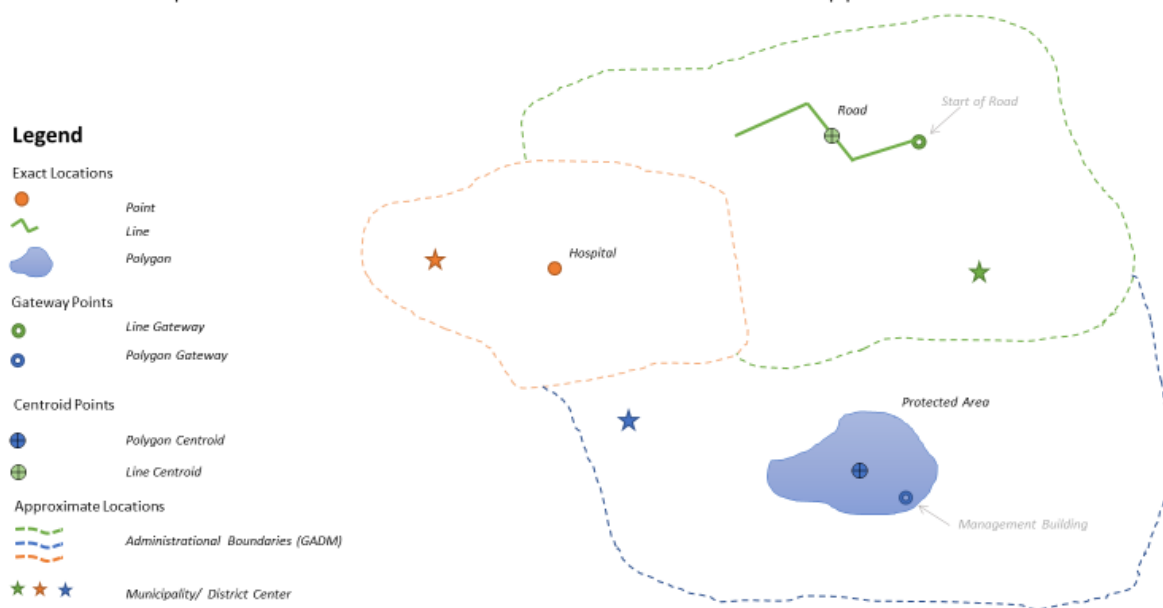 Legend
Exact Locations
Point
Line
Polygon
Gateway Points
Line Gateway
Polygon Gateway
Centroid Points
Polygon Centroid
Line Centroid
Approximate Locations
Administrational Boundaries (GADM)
Municipality/ District Center
Road
Start of Road
Hospital
Protected Area
Management Building